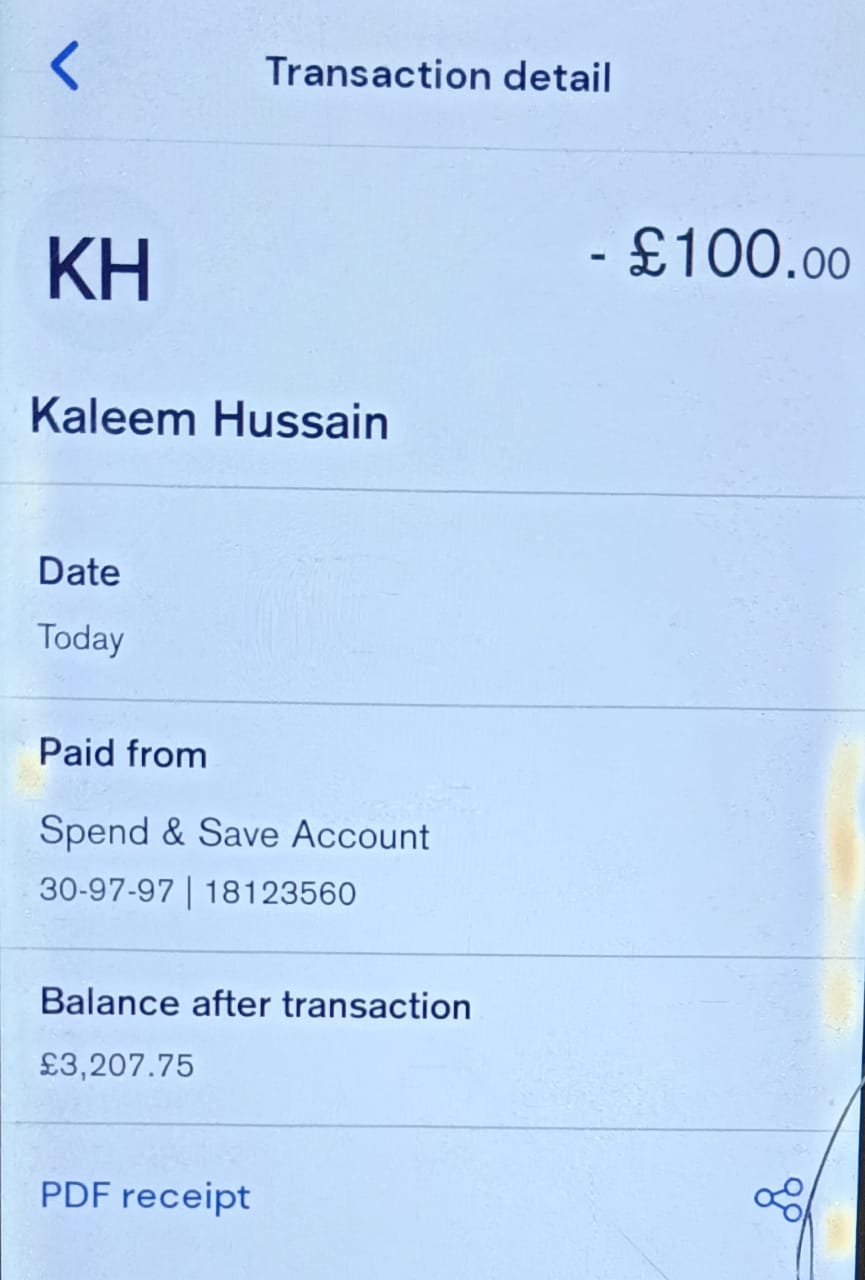 Transaction detail
KH
- £100.00
Kaleem Hussain
Date
Today
Paid from
Spend & Save Account
30-97-97 | 18123560
Balance after transaction
£3,207.75
PDF receipt